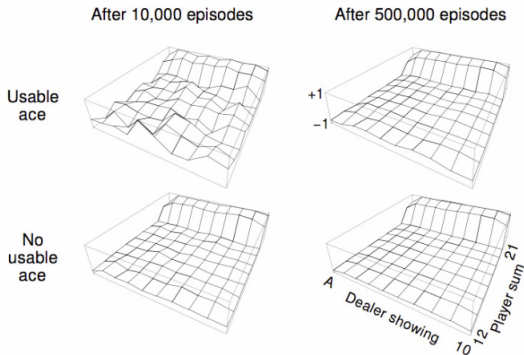 After 10,000 episodes
After 500,000 episodes
Usable
ace
+1
−1
No
usable
ace
A
Dealer showing
10
12
Player sum
21